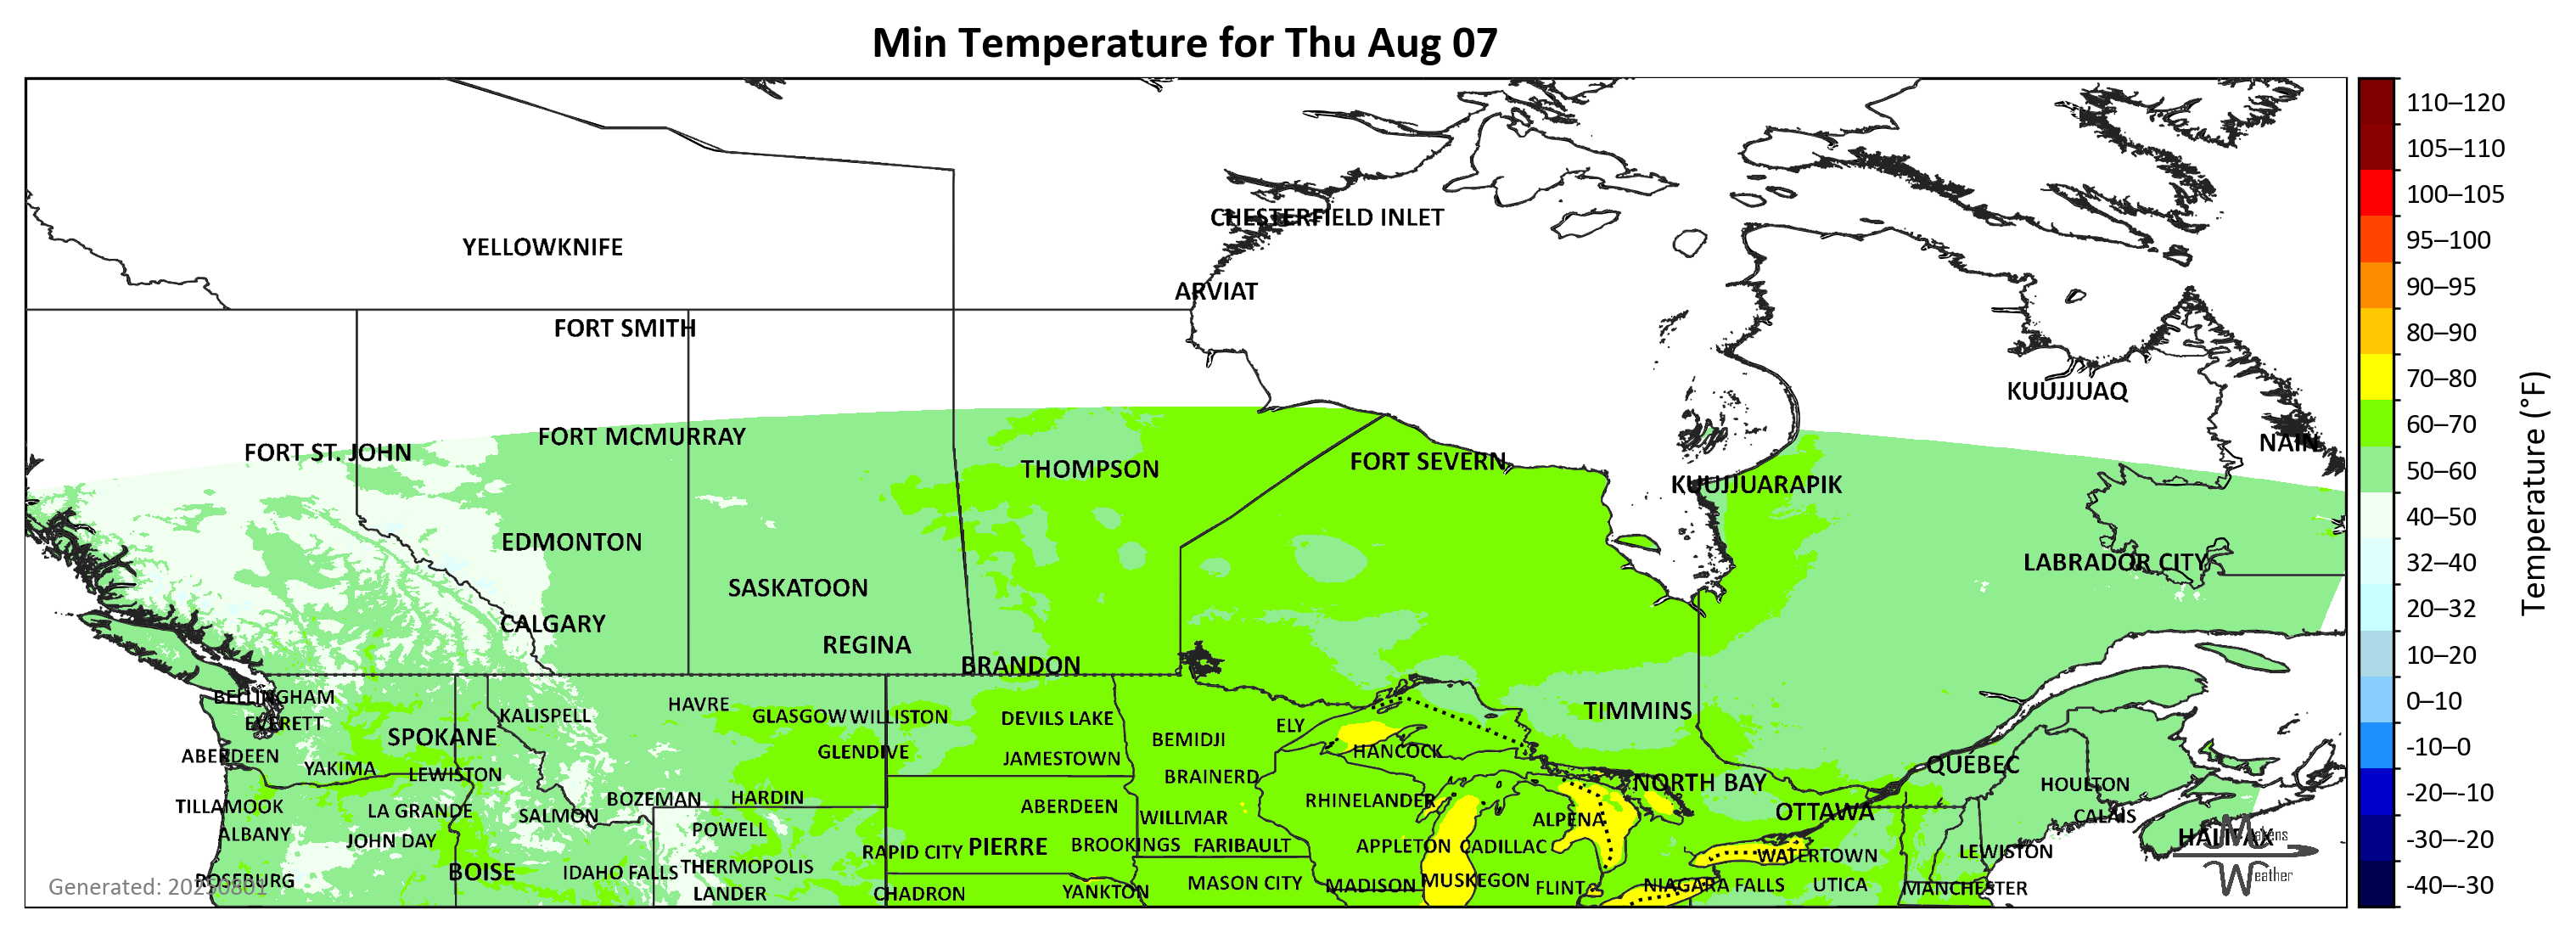 Min Temperature for Thu Aug 07
110–120
105–110
100–105
95–100
90–95
80–90
70–80
60–70
50–60
40–50
32–40
20–32
10–20
0–10
-10–0
-20–-10
-30–-20
-40–-30
Temperature (°F)
CHESTERFIELD INLET
YELLOWKNIFE
ARVIAT
FORT SMITH
KUUJJUAQ
FORT MCMURRAY
NAIN
FORT ST. JOHN
FORT SEVERN
THOMPSON
KUUJJUARAPIK
EDMONTON
LABRADOR CITY
SASKATOON
CALGARY
REGINA
BRANDON
BELLINGHAM
HAVRE
TIMMINS
KALISPELL
GLASGOW
WILLISTON
DEVILS LAKE
EVERETT
ELY
SPOKANE
BEMIDJI
GLENDIVE
HANCOCK
ABERDEEN
JAMESTOWN
QUÉBEC
YAKIMA
LEWISTON
BRAINERD
NORTH BAY
HOULTON
BOZEMAN
HARDIN
RHINELANDER
TILLAMOOK
LA GRANDE
ABERDEEN
OTTAWA
SALMON
WILLMAR
ALPENA
CALAIS
ALBANY
POWELL
JOHN DAY
HALIFAX
RAPID CITY
PIERRE
BROOKINGS
FARIBAULT
APPLETON
CADILLAC
WATERTOWN
LEWISTON
BOISE
IDAHO FALLS
THERMOPOLIS
ROSEBURG
MASON CITY
MADISON
MUSKEGON
FLINT
NIAGARA FALLS
UTICA
MANCHESTER
LANDER
CHADRON
YANKTON
Generated: 20250801
Makens
Weather